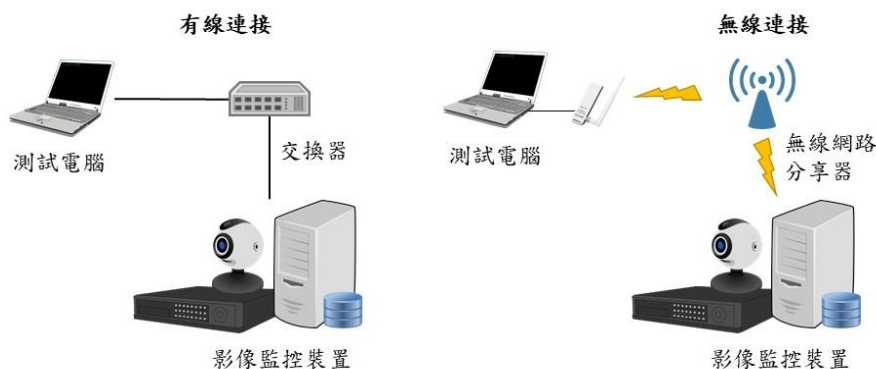 有線連接
測試電腦
交換器
影像監控裝置
無線連接
測試電腦
無線網路
分享器
影像監控裝置